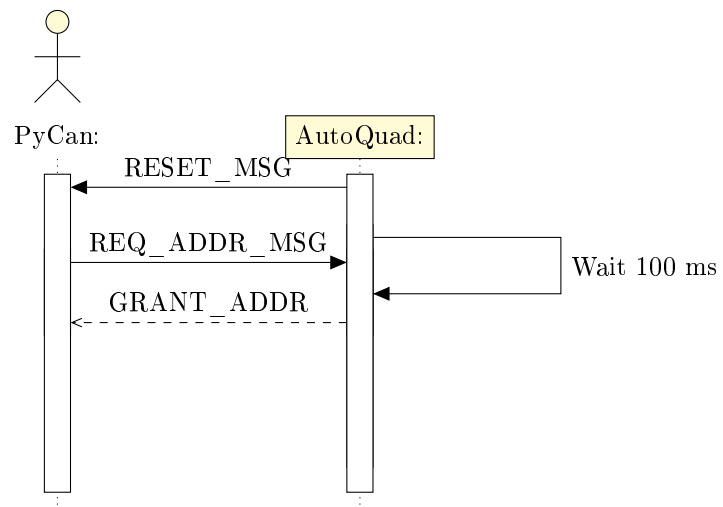 PyCan:
AutoQuad:
RESET_MSG
REQ_ADDR_MSG
Wait 100 ms
GRANT_ADDR